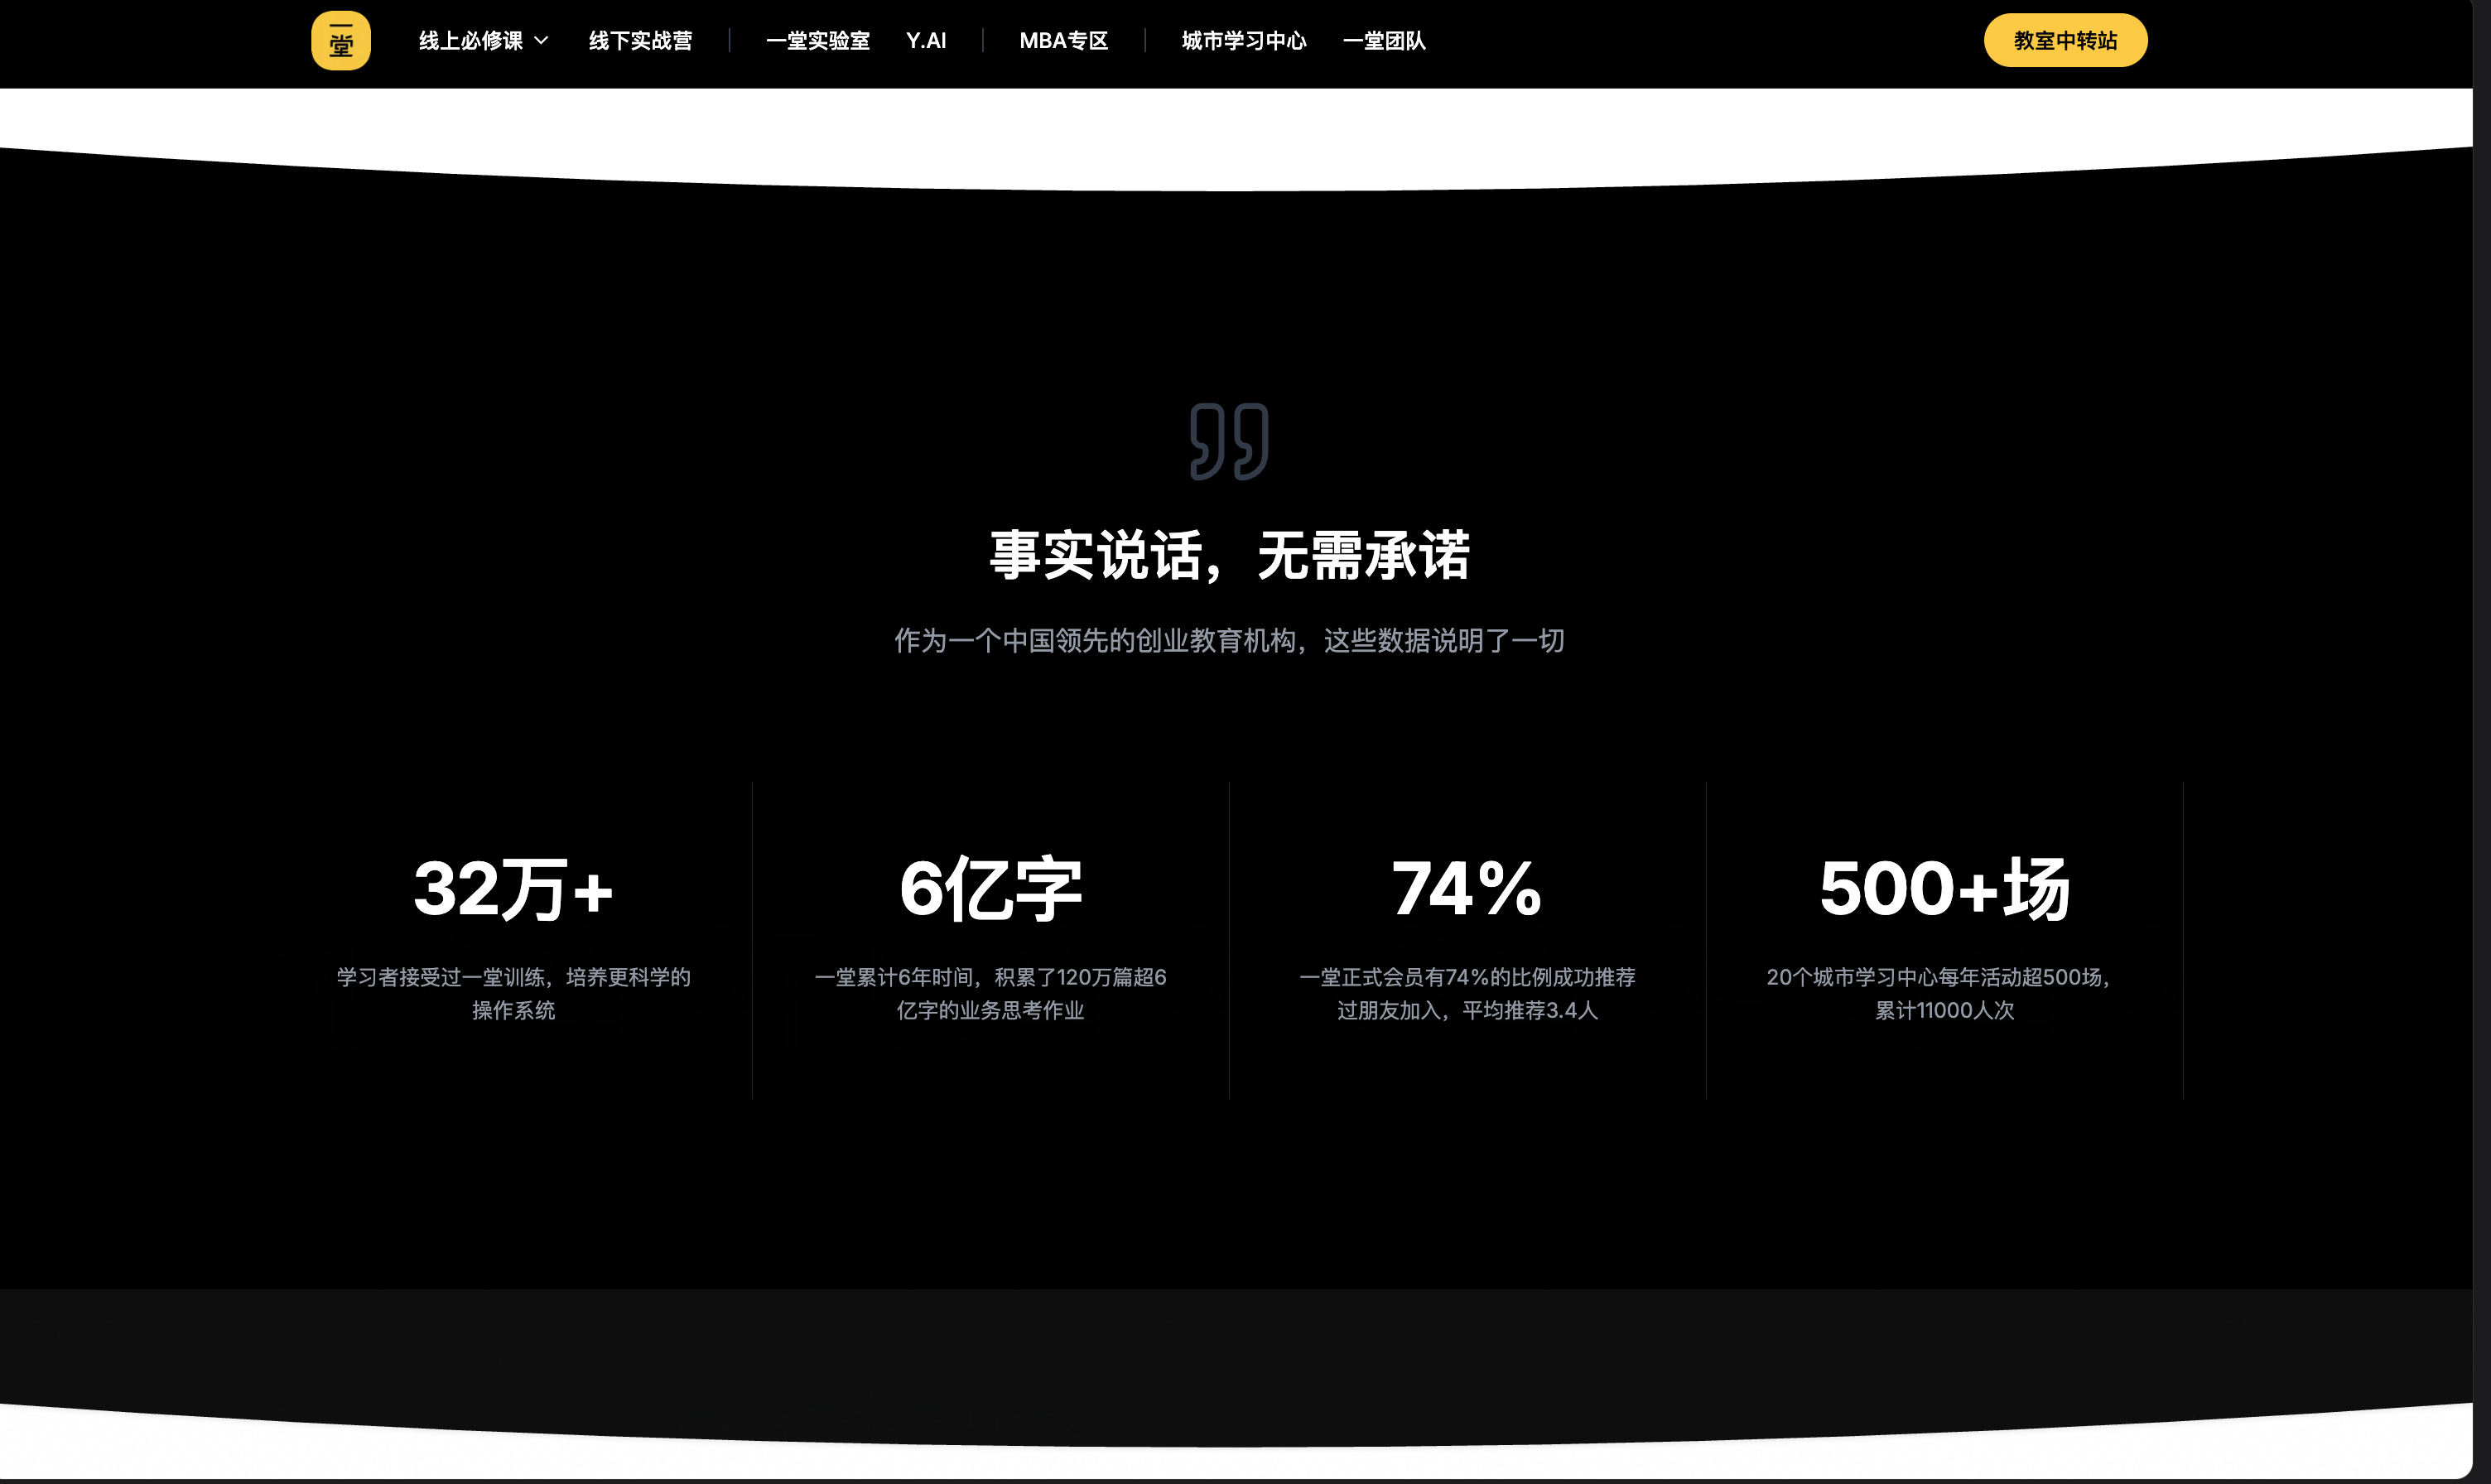 一堂
线上必修课 线下实战营 一堂实验室 Y.AI MBA专区 城市学习中心 一堂团队 教室中转站
事实说话，无需承诺
作为一个中国领先的创业教育机构，这些数据说明了一切
32万+
学习者接受过一堂训练，培养更科学的
操作系统
6亿字
一堂累计6年时间，积累了120万篇超6
亿字的业务思考作业
74%
一堂正式会员有74%的比例成功推荐
过朋友加入，平均推荐3.4人
500+场
20个城市学习中心每年活动超500场，
累计11000人次